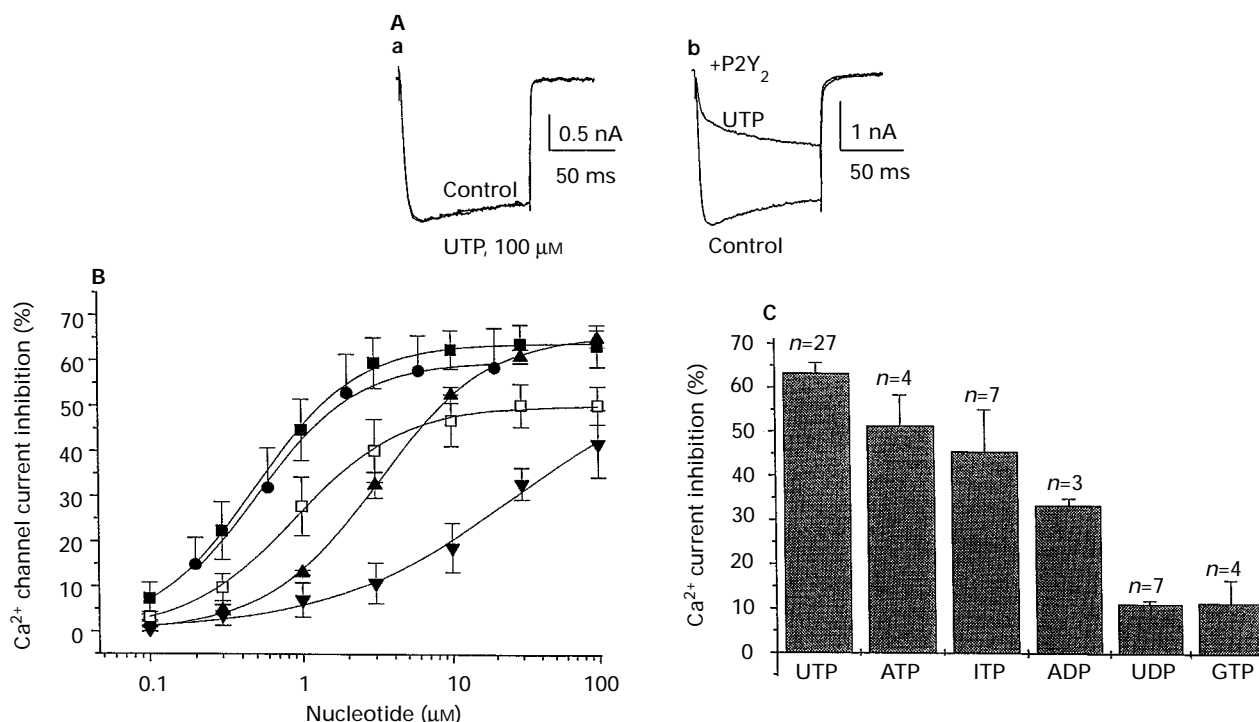 A
a
0.5 nA
50 ms
Control
UTP, 100 µM
b
+P2Y₂
UTP
1 nA
50 ms
Control
B
Ca²⁺ channel current inhibition (%)
70
60
50
40
30
20
10
0
0.1 1 10 100
Nucleotide (µM)
C
Ca²⁺ current inhibition (%)
70
60
50
40
30
20
10
0
n=27
n=4
n=7
n=3
n=7
n=4
UTP ATP ITP ADP UDP GTP